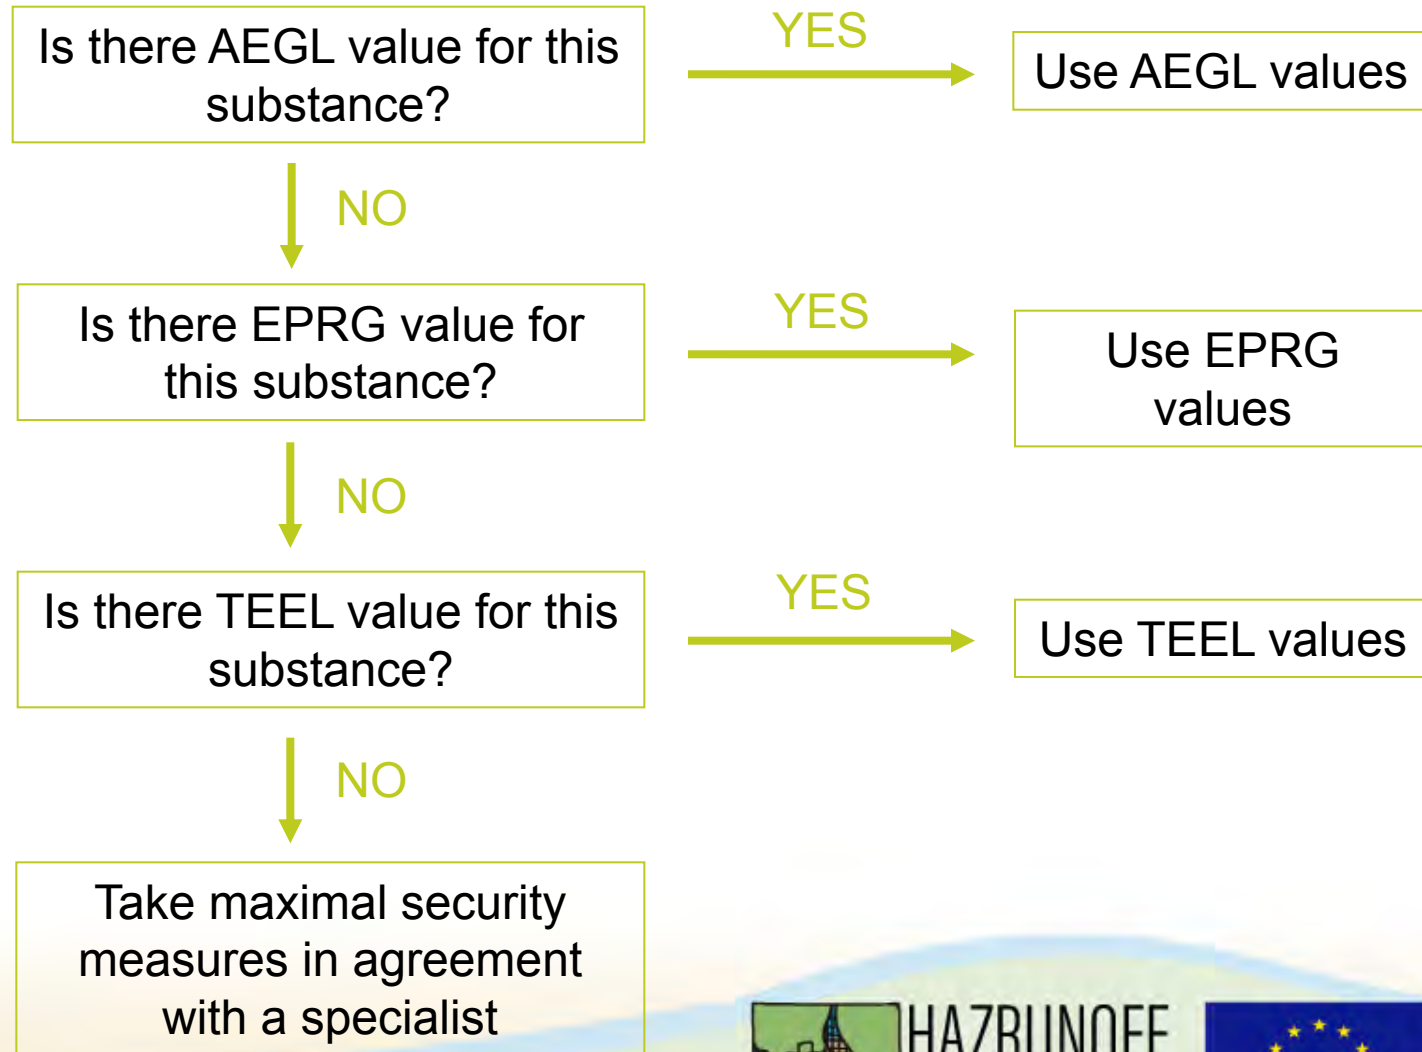 Is there AEGL value for this
substance?
YES
Use AEGL values
NO
Is there EPRG value for
this substance?
YES
Use EPRG
values
NO
Is there TEEL value for this
substance?
YES
Use TEEL values
NO
Take maximal security
measures in agreement
with a specialist
HAZRUNOFF